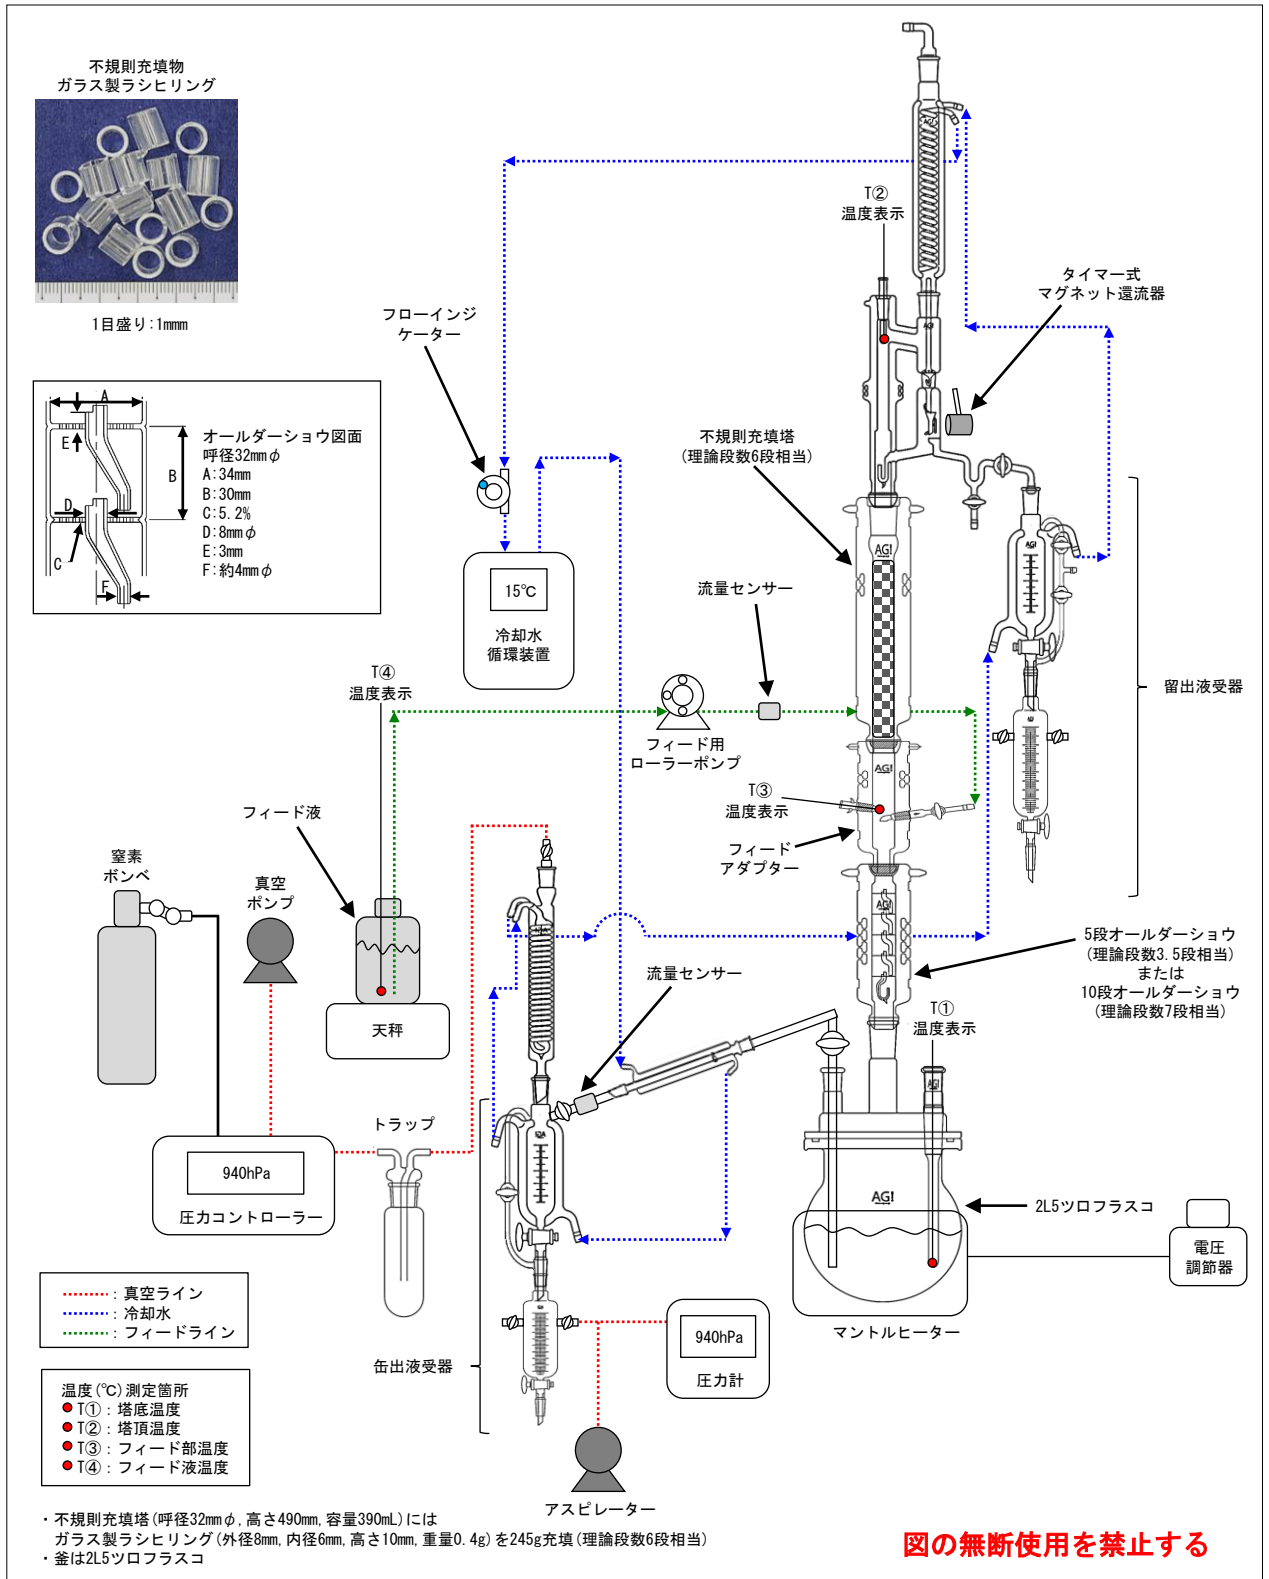 不規則充填物
ガラス製ラシヒリング
1目盛り:1mmm
T②
温度表示
タイマー式
マグネット還流器
フローインジ
ケーター
オールダーショウ図面
呼径32mmφ
A:34mm
B:30mm
C:5.2%
D:8mmφ
E:3mm
F:約4mmφ
A
B
C
D
E
F
不規則充填塔
(理論段数6段相当)
AGI
AGI
AGI
15℃
冷却水
循環装置
流量センサー
T④
温度表示
留出液受器
フィード用
ローラーポンプ
AGI
T③
温度表示
フィード液
フィード
アダプター
窒素
ボンベ
真空
ポンプ
AGI
5段オールダーショウ
(理論段数3.5段相当)
または
10段オールダーショウ
(理論段数7段相当)
流量センサー
天秤
T①
温度表示
AGI
トラップ
940hPa
圧力コントローラー
AGI
2L5ツロフラスコ
電圧
調節器
マントルヒーター
:真空ライン
:冷却水
:フィードライン
940hPa
圧力計
缶出液受器
温度(℃)測定箇所
T①:塔底温度
T②:塔頂温度
T③:フィード部温度
T④:フィード液温度
アスピレーター
・不規則充填塔(呼径32mmφ,高さ490mm,容量390mL)には
ガラス製ラシヒリング(外径8mm,内径6mm,高さ10mm,重量0.4g)を245g充填(理論段数6段相当)
・釜は2L5ツロフラスコ
図の無断使用を禁止する